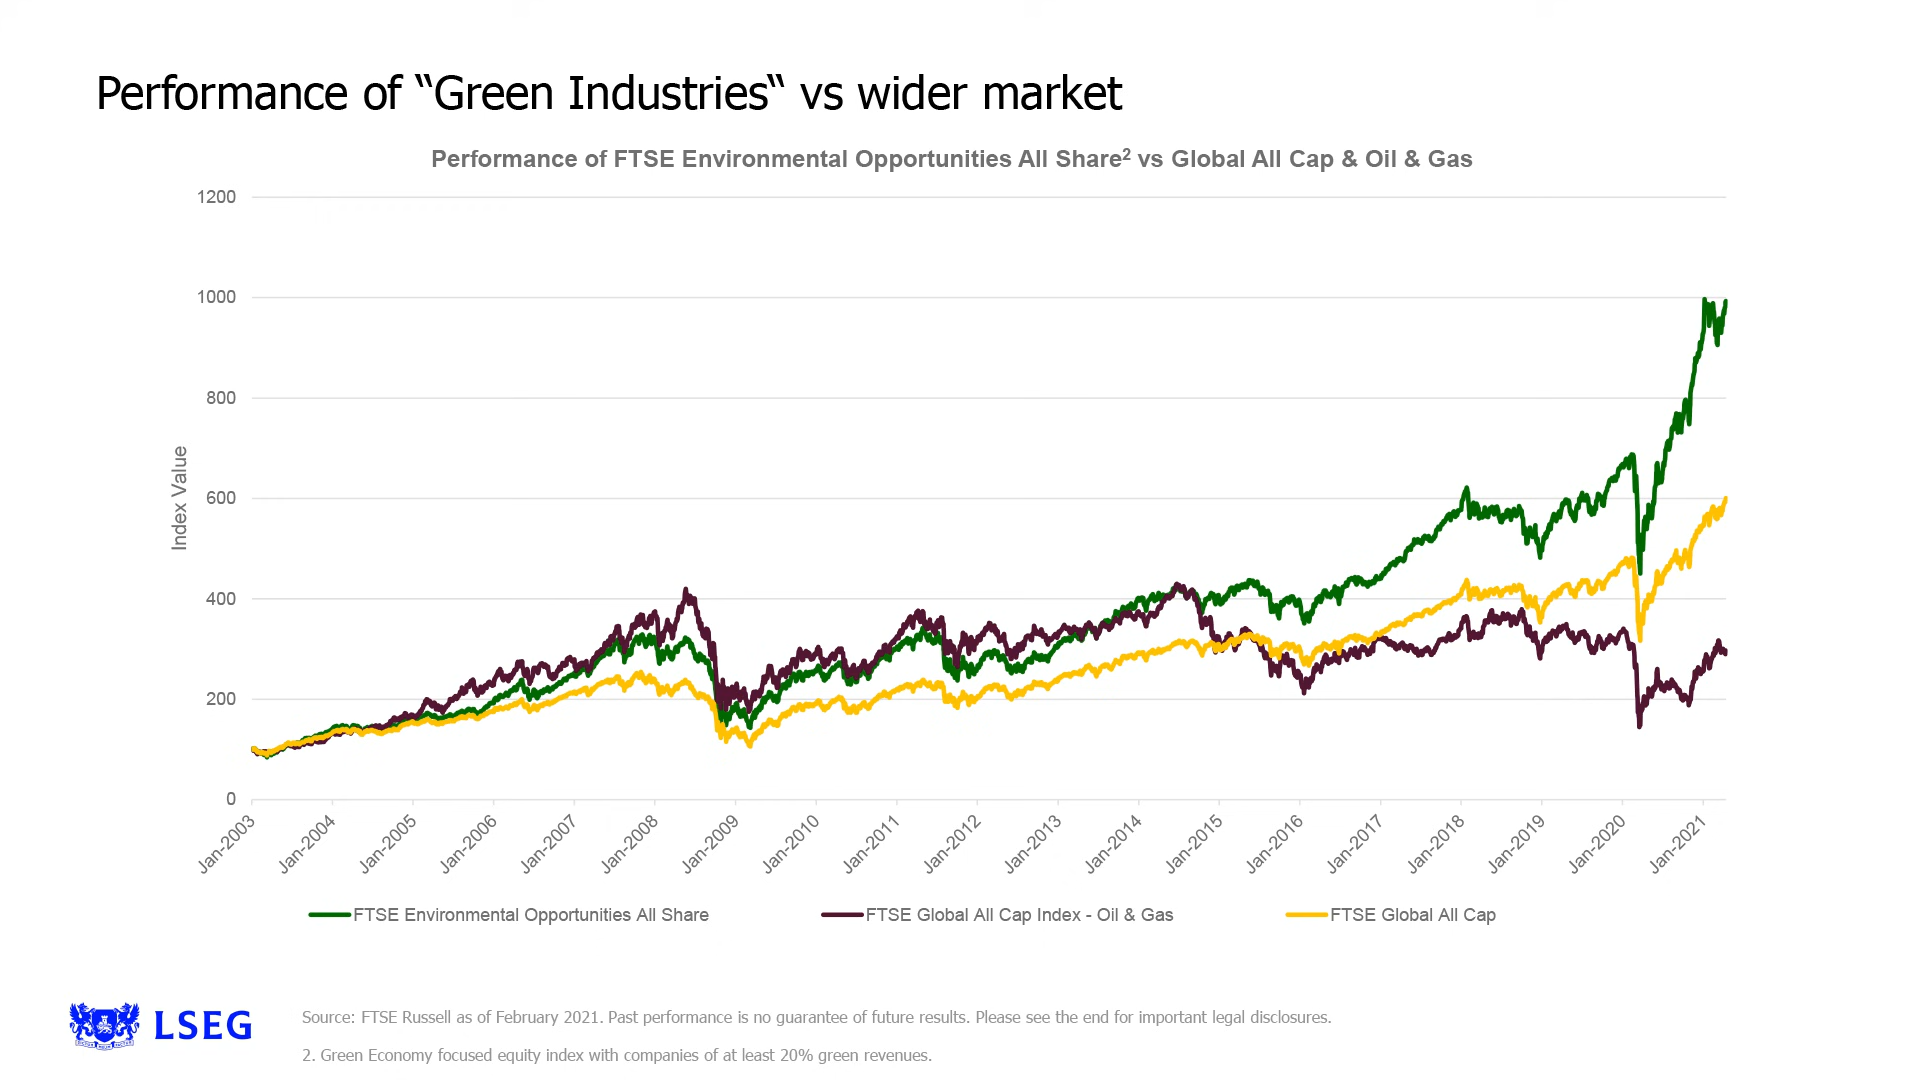 Performance of “Green Industries“ vs wider market
Performance of FTSE Environmental Opportunities All Share2 vs Global All Cap & Oil & Gas
1200
1000
800
600
400
200
0
Index Value
Jan-2003
Jan-2004
Jan-2005
Jan-2006
Jan-2007
Jan-2008
Jan-2009
Jan-2010
Jan-2011
Jan-2012
Jan-2013
Jan-2014
Jan-2015
Jan-2016
Jan-2017
Jan-2018
Jan-2019
Jan-2020
Jan-2021
FTSE Environmental Opportunities All Share
FTSE Global All Cap Index - Oil & Gas
FTSE Global All Cap
LSEG
Source: FTSE Russell as of February 2021. Past performance is no guarantee of future results. Please see the end for important legal disclosures.
2. Green Economy focused equity index with companies of at least 20% green revenues.